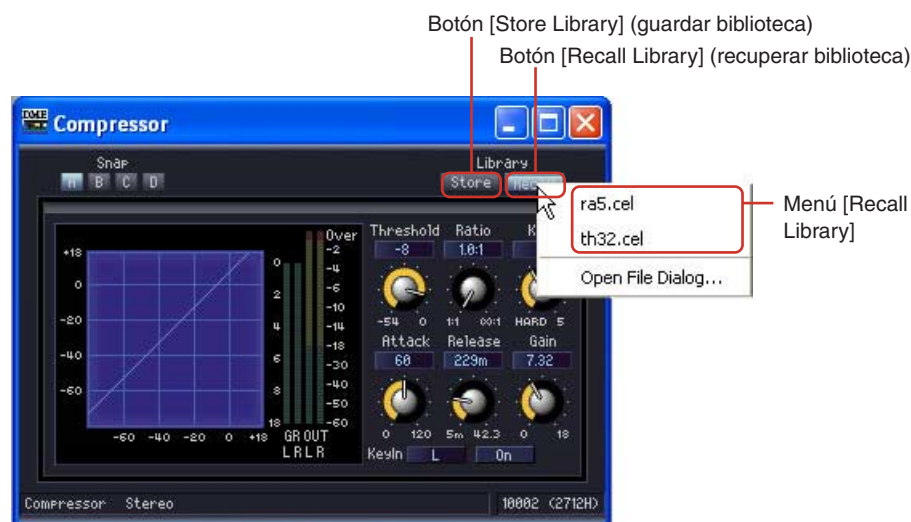 Botón [Store Library] (guardar biblioteca)
Botón [Recall Library] (recuperar biblioteca)
DME Compressor
Snap
Library
A B C D
Store
ra5.cel
th32.cel
Open File Dialog...
Menú [Recall
Library]
Over
-2
-4
-6
-10
-14
-18
-30
-40
-50
-60
0
2
4
6
8
18
GR OUT
L R L R
+18
0
-20
-40
-60
-60 -40 -20 0 +18
Threshold Ratio
-8 1.0:1
-54 0 1:1 ∞:1 HARD 5
Attack Release Gain
60 229m 7.32
0 120 5m 42.3 0 18
KeyIn L On
Compressor Stereo 10002 (2712H)